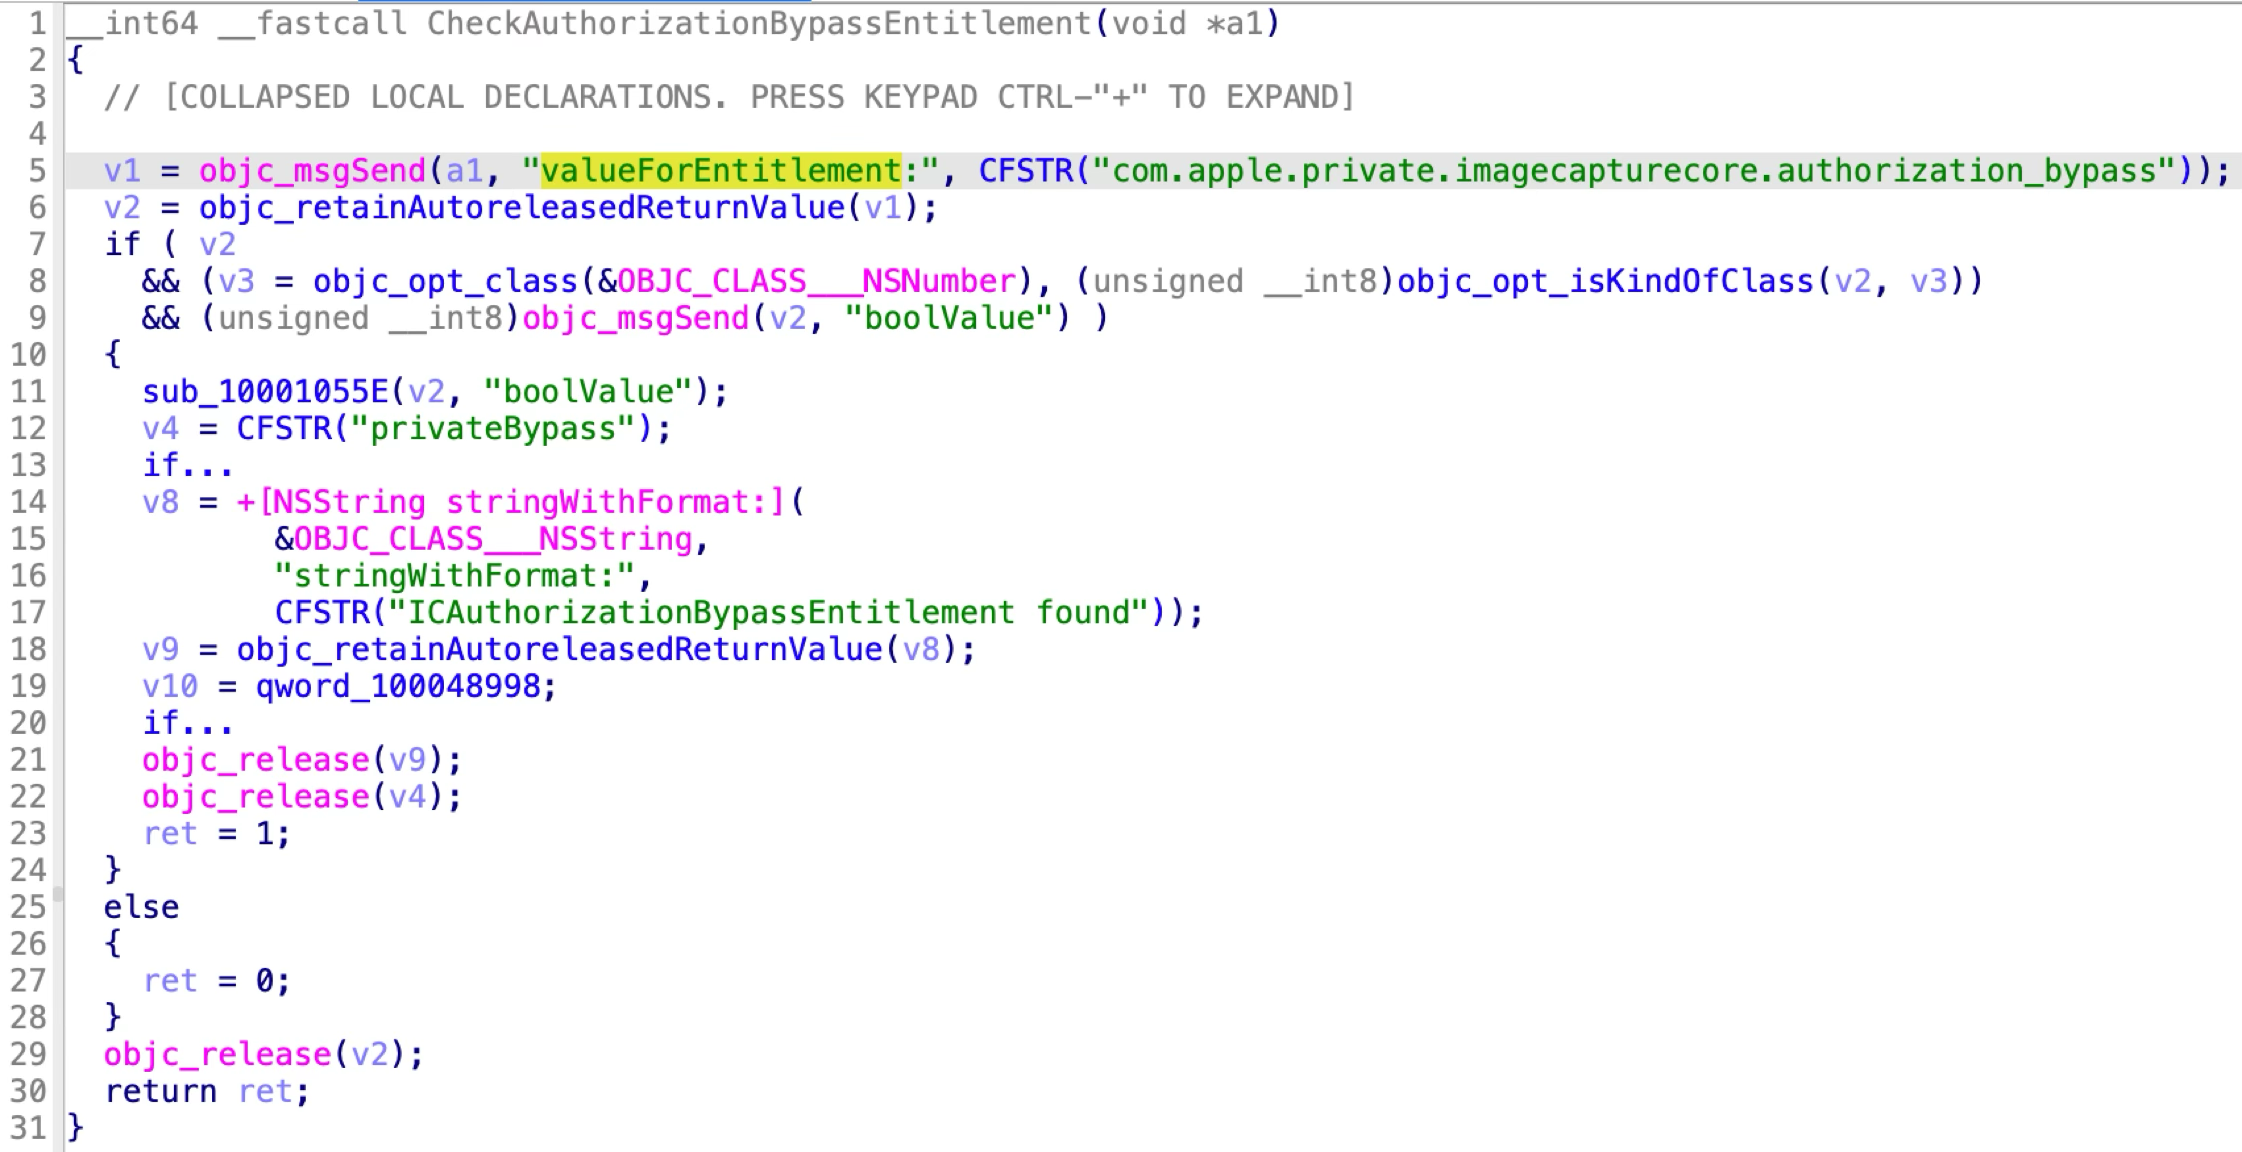 1 __int64 __fastcall CheckAuthorizationBypassEntitlement(void *a1)
2 {
3   // [COLLAPSED LOCAL DECLARATIONS. PRESS KEYPAD CTRL-"+" TO EXPAND]
4
5   v1 = objc_msgSend(a1, "valueForEntitlement:", CFSTR("com.apple.private.imagecapturecore.authorization_bypass"));
6   v2 = objc_retainAutoreleasedReturnValue(v1);
7   if ( v2
8     && (v3 = objc_opt_class(&OBJC_CLASS___NSNumber), (unsigned __int8)objc_opt_isKindOfClass(v2, v3))
9     && (unsigned __int8)objc_msgSend(v2, "boolValue") )
10   {
11     sub_10001055E(v2, "boolValue");
12     v4 = CFSTR("privateBypass");
13     if...
14     v8 = +[NSString stringWithFormat:](
15            &OBJC_CLASS___NSString,
16            "stringWithFormat:",
17            CFSTR("ICAuthorizationBypassEntitlement found"));
18     v9 = objc_retainAutoreleasedReturnValue(v8);
19     v10 = qword_100048998;
20     if...
21     objc_release(v9);
22     objc_release(v4);
23     ret = 1;
24   }
25   else
26   {
27     ret = 0;
28   }
29   objc_release(v2);
30   return ret;
31 }